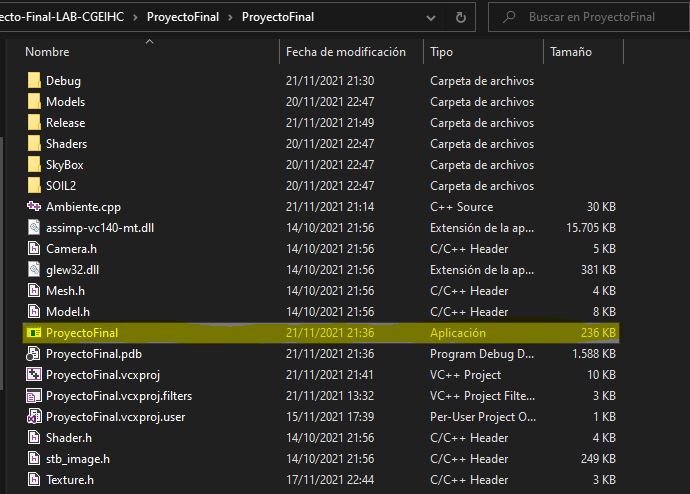 ecto-Final-LAB-CGEIHC > ProyectoFinal > ProyectoFinal Buscar en ProyectoFinal
Nombre Fecha de modificación Tipo Tamaño
Debug 21/11/2021 21:30 Carpeta de archivos
Models 20/11/2021 22:47 Carpeta de archivos
Release 21/11/2021 21:49 Carpeta de archivos
Shaders 20/11/2021 22:47 Carpeta de archivos
SkyBox 20/11/2021 22:47 Carpeta de archivos
SOIL2 20/11/2021 22:47 Carpeta de archivos
Ambiente.cpp 21/11/2021 21:14 C++ Source 30 KB
assimp-vc140-mt.dll 14/10/2021 21:56 Extensión de la ap... 15.705 KB
Camera.h 14/10/2021 21:56 C/C++ Header 5 KB
glew32.dll 14/10/2021 21:56 Extensión de la ap... 381 KB
Mesh.h 14/10/2021 21:56 C/C++ Header 4 KB
Model.h 14/10/2021 21:56 C/C++ Header 8 KB
ProyectoFinal 21/11/2021 21:36 Aplicación 236 KB
ProyectoFinal.pdb 21/11/2021 21:36 Program Debug D... 1.588 KB
ProyectoFinal.vcxproj 21/11/2021 21:41 VC++ Project 10 KB
ProyectoFinal.vcxproj.filters 21/11/2021 13:32 VC++ Project Filte... 3 KB
ProyectoFinal.vcxproj.user 15/11/2021 17:39 Per-User Project O... 1 KB
Shader.h 14/10/2021 21:56 C/C++ Header 4 KB
stb_image.h 14/10/2021 21:56 C/C++ Header 249 KB
Texture.h 17/11/2021 22:44 C/C++ Header 3 KB